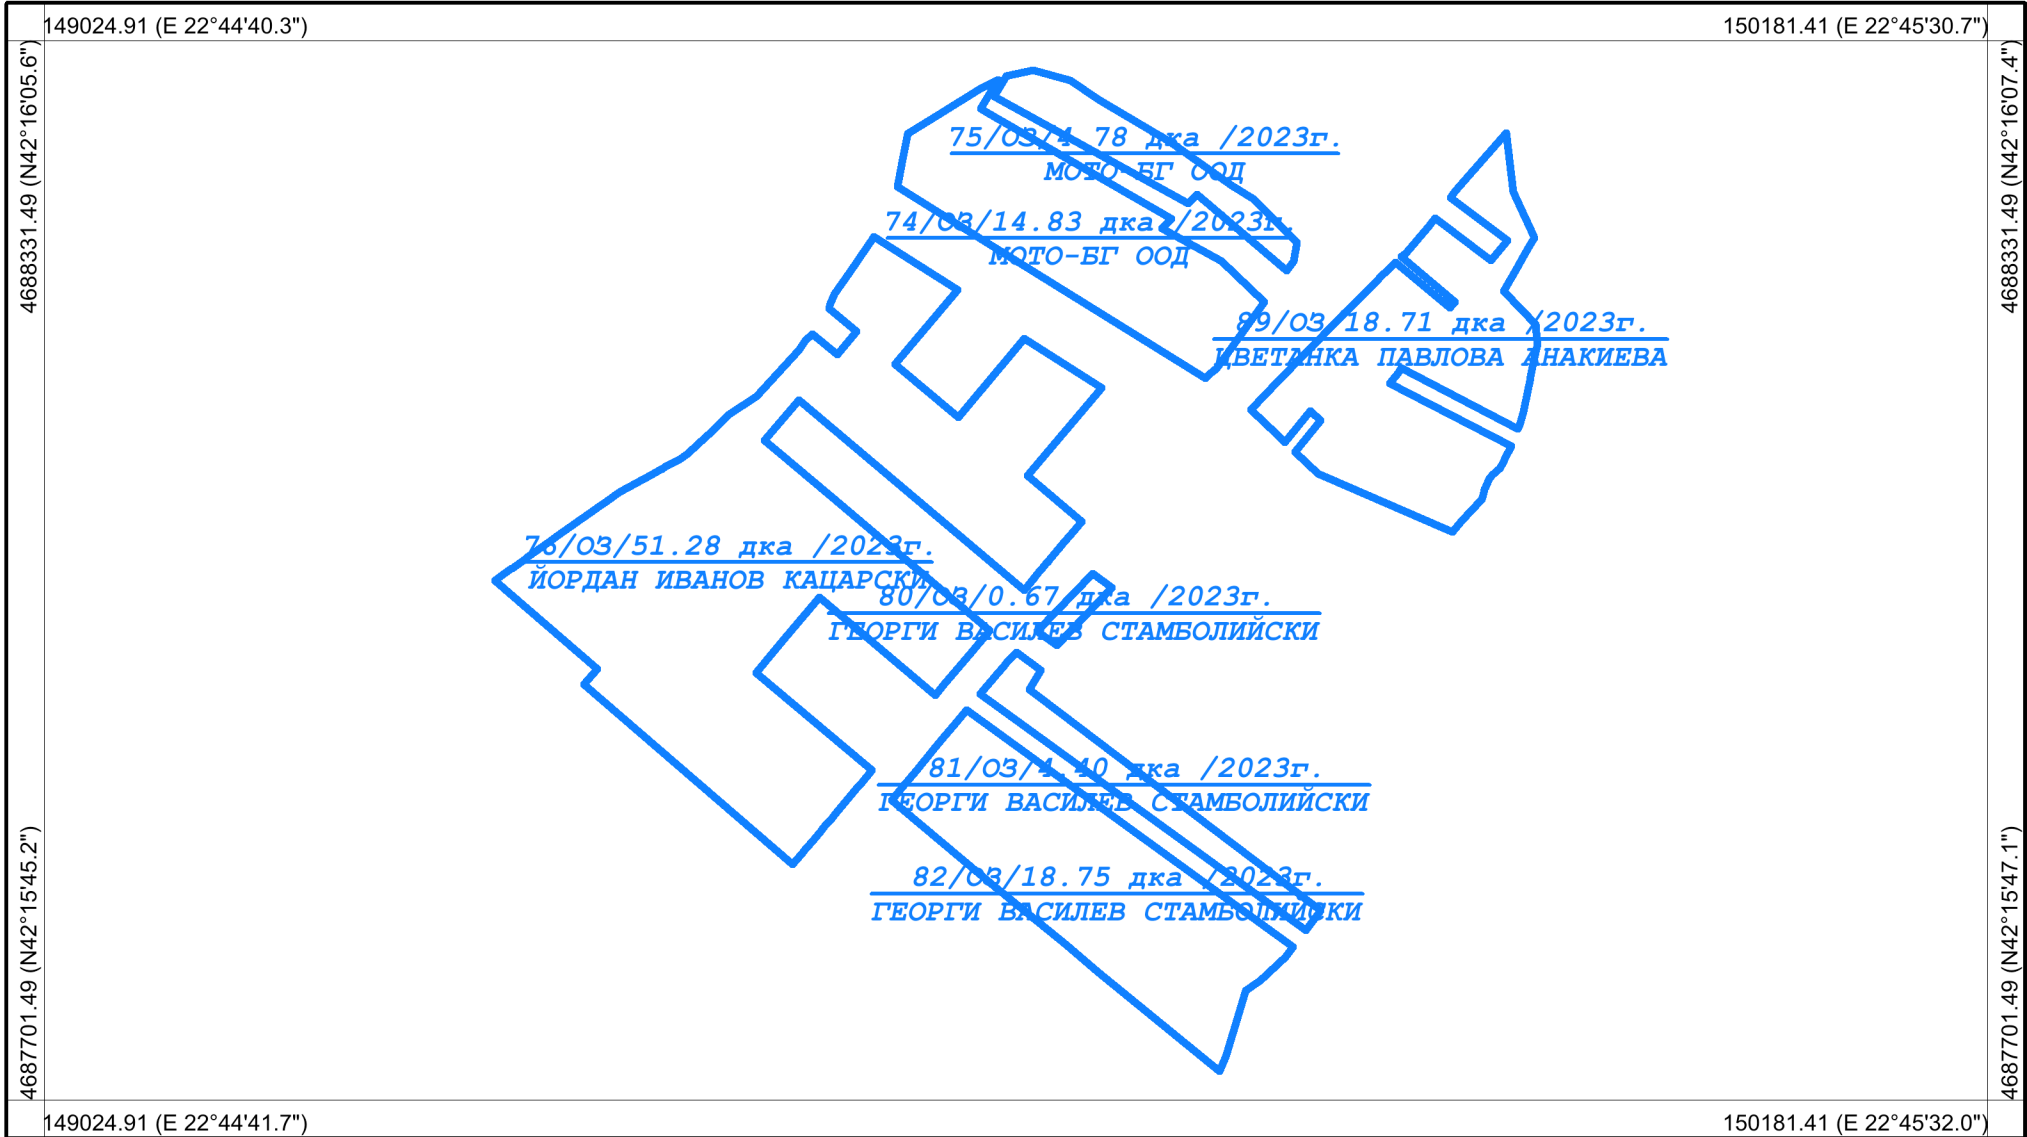 149024.91 (E 22°44'40.3")
150181.41 (E 22°45'30.7")
4688331.49 (N42°16'05.6")
4688331.49 (N42°16'07.4")
75/ОЗ/4.78 дка /2023г.
МОТО-БГ ООД
74/ОЗ/14.83 дка /2023г.
МОТО-БГ ООД
89/ОЗ/18.71 дка /2023г.
ЦВЕТАНКА ПАВЛОВА АНАКИЕВА
76/ОЗ/51.28 дка /2023г.
ЙОРДАН ИВАНОВ КАЦАРСКИ
80/ОЗ/0.67 дка /2023г.
ГЕОРГИ ВАСИЛЕВ СТАМБОЛИЙСКИ
81/ОЗ/4.40 дка /2023г.
ГЕОРГИ ВАСИЛЕВ СТАМБОЛИЙСКИ
82/ОЗ/18.75 дка /2023г.
ГЕОРГИ ВАСИЛЕВ СТАМБОЛИЙСКИ
4687701.49 (N42°15'45.2")
4687701.49 (N42°15'47.1")
149024.91 (E 22°44'41.7")
150181.41 (E 22°45'32.0")